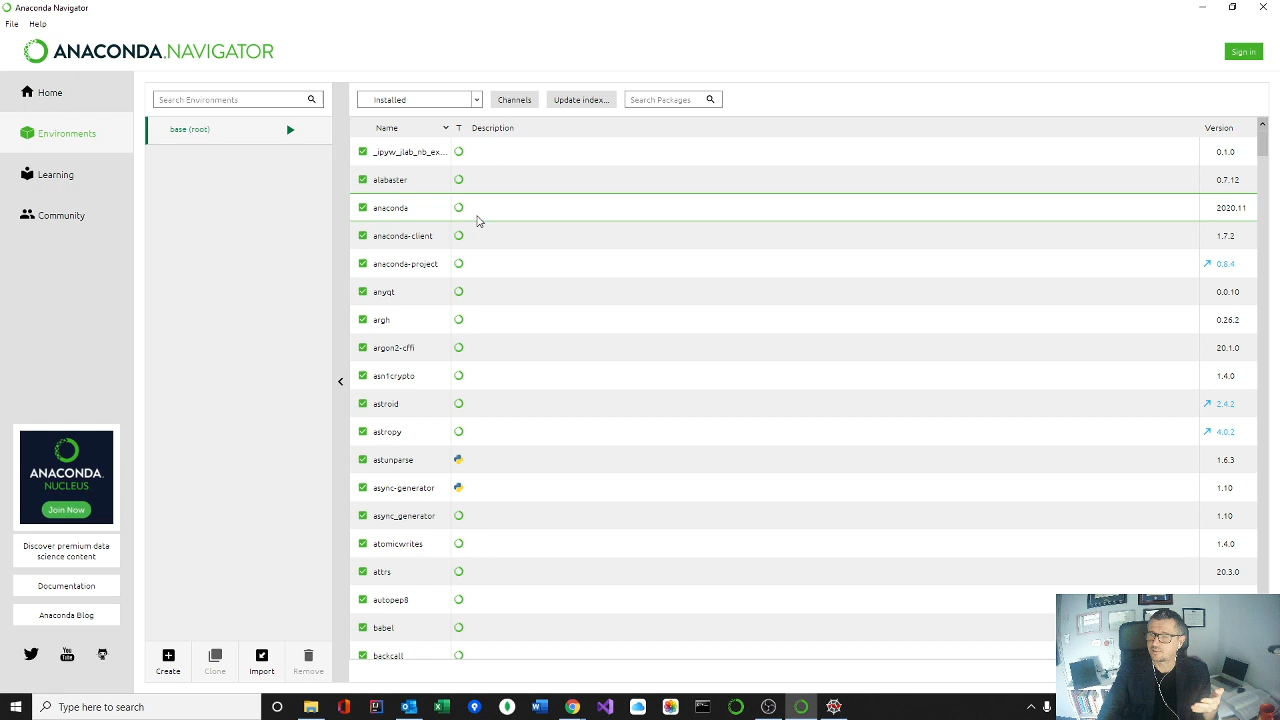 Anaconda Navigator
File Help
ANACONDA.NAVIGATOR
Sign in
Home
Environments
Learning
Community
ANACONDA.
NUCLEUS
Join Now
Discover premium data
science content
Documentation
Anaconda Blog
You
Tube
Search Environments
base (root)
Create Clone Import Remove
Installed Channels Update index... Search Packages
Name T Description Version
_ipyw_jlab_nb_ex... 0.1.0
alabaster 0.7.12
anaconda 2020.11
anaconda-client 1.7.2
anaconda-project 0.8.4
anyqt 0.0.10
argh 0.26.2
argon2-cffi 20.1.0
asn1crypto 1.4.0
astroid 2.4.2
astropy 4.0.2
astunparse 1.6.3
async-generator 1.10
async_generator 1.10
atomicwrites 1.4.0
attrs 20.3.0
autopep8
babel
backcall
Type here to search